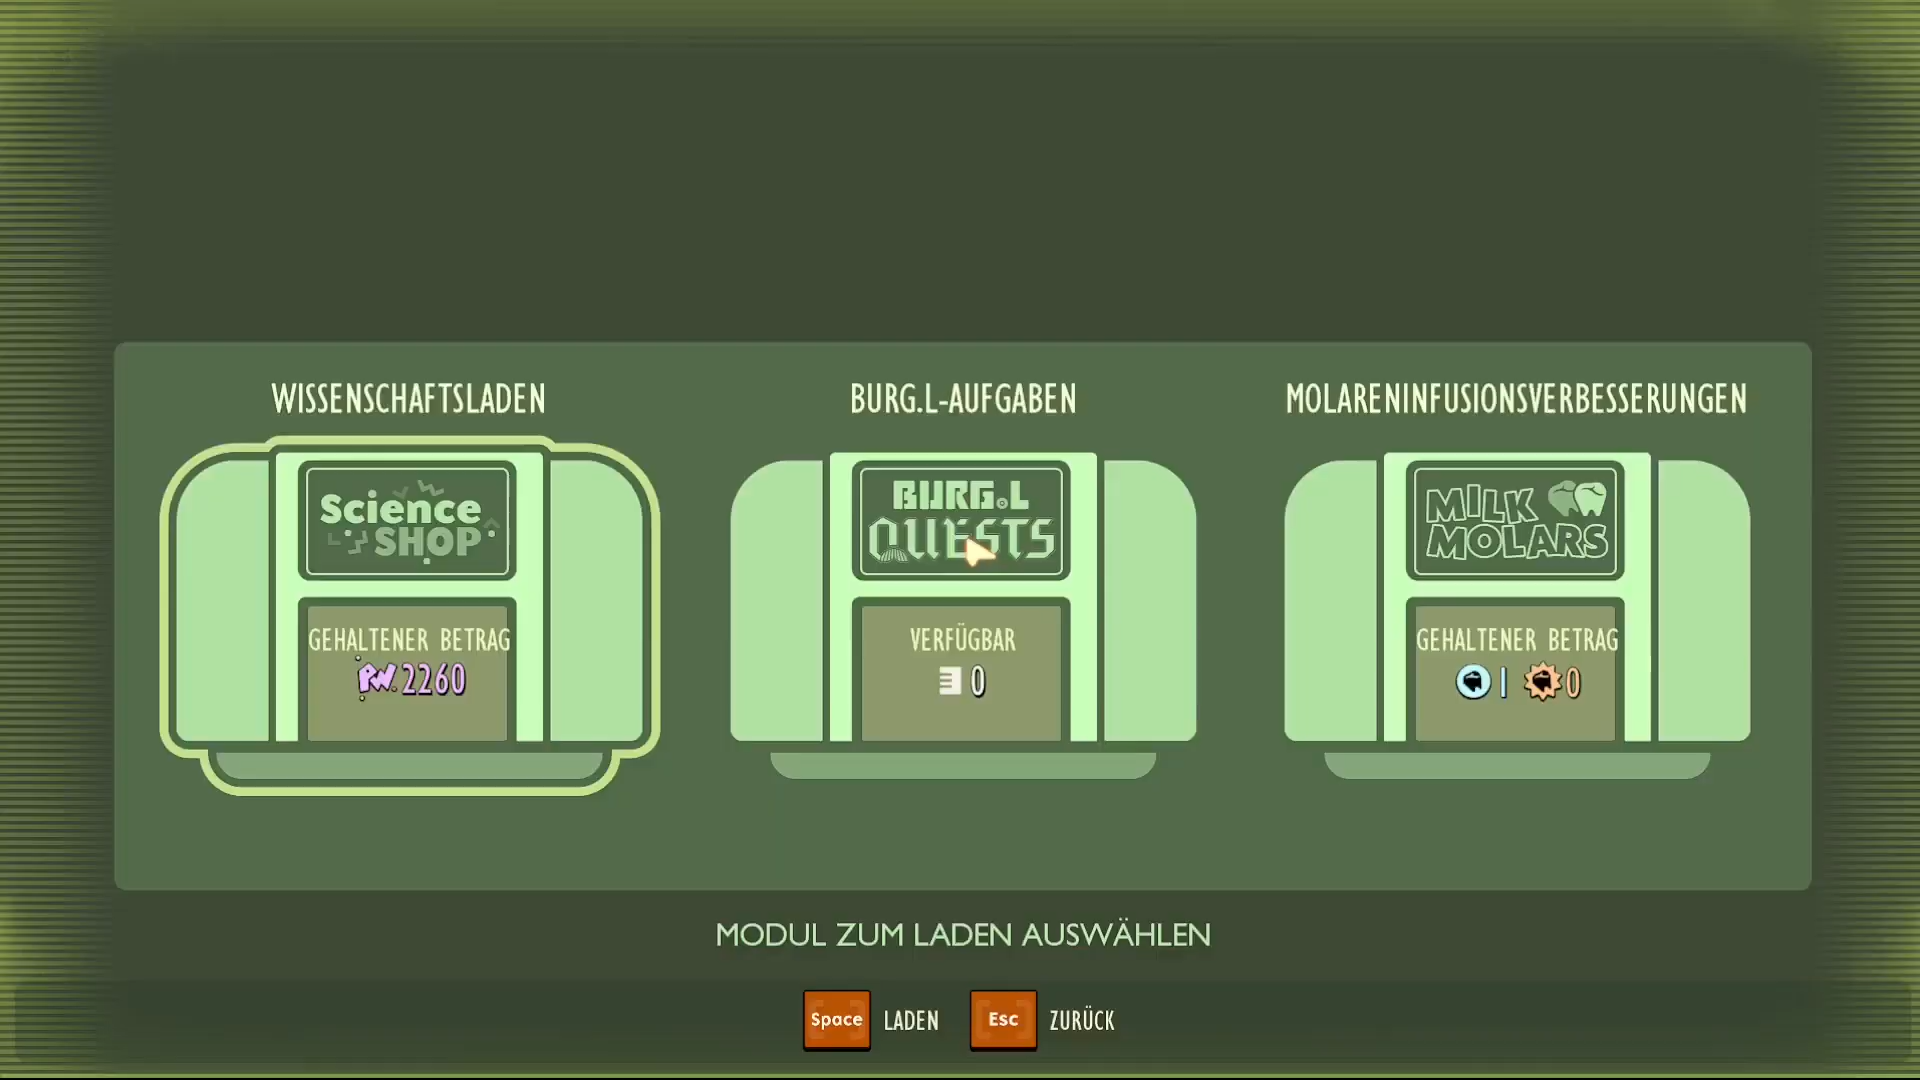 WISSENSCHAFTSLADEN
Science
SHOP
GEHALTENER BETRAG
RW. 2260
BURG.L-AUFGABEN
BURG.L
QUESTS
VERFÜGBAR
0
MOLARENINFUSIONSVERBESSERUNGEN
MILK
MOLARS
GEHALTENER BETRAG
1 0
MODUL ZUM LADEN AUSWÄHLEN
Space LADEN Esc ZURÜCK